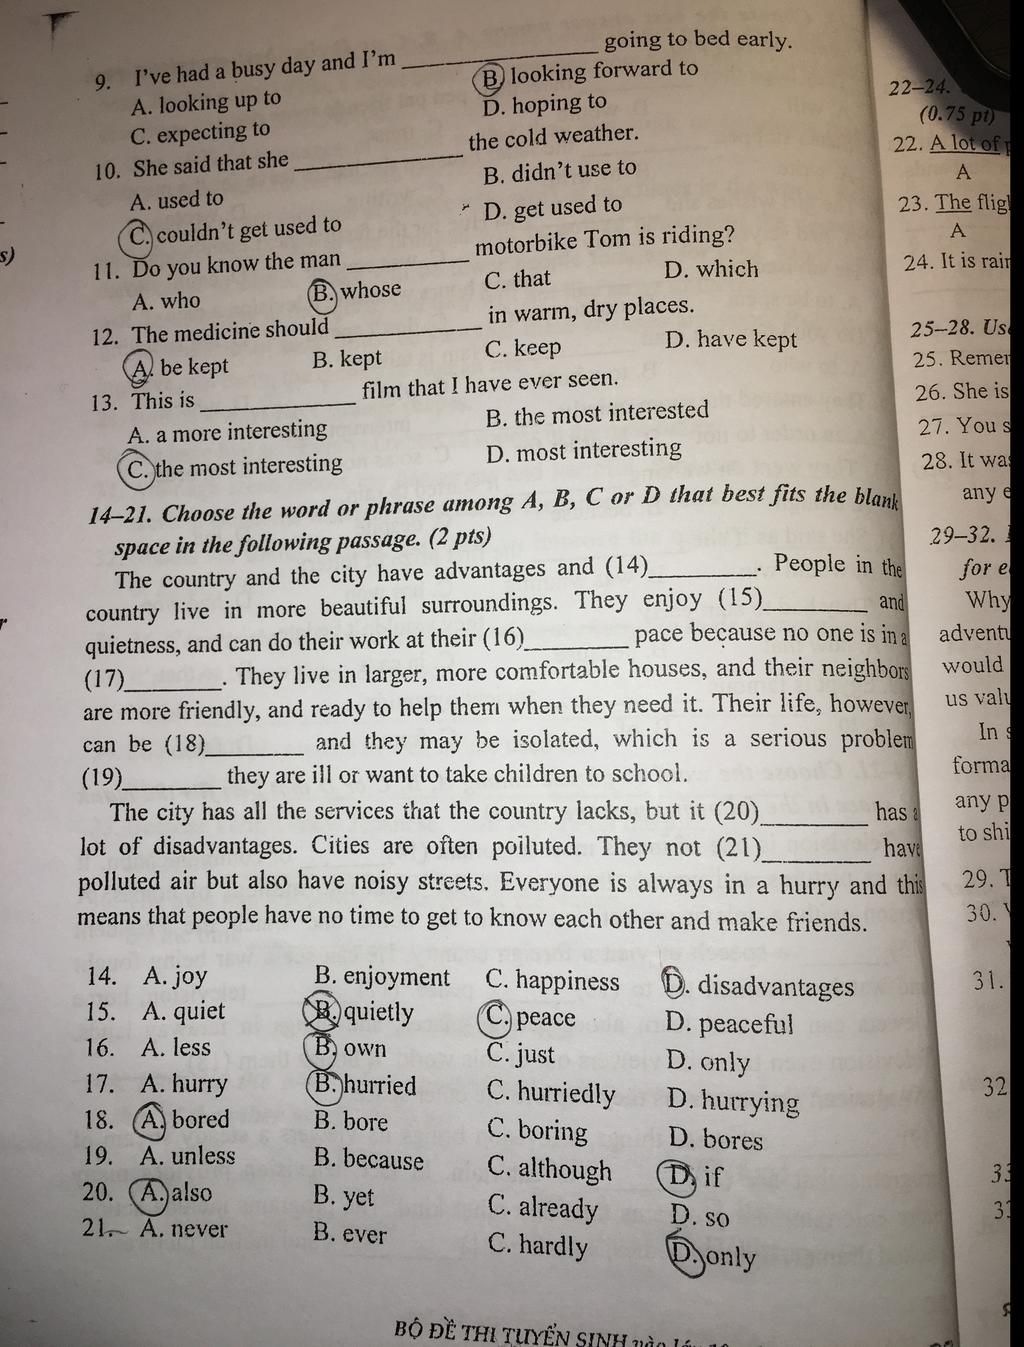 9. I've had a busy day and I'm ____________ going to bed early.
A. looking up to
B. looking forward to
C. expecting to
D. hoping to
10. She said that she ____________ the cold weather.
A. used to
B. didn't use to
C. couldn't get used to
D. get used to
11. Do you know the man ____________ motorbike Tom is riding?
A. who B. whose C. that D. which
12. The medicine should ____________ in warm, dry places.
A. be kept B. kept C. keep D. have kept
13. This is ____________ film that I have ever seen.
A. a more interesting
B. the most interested
C. the most interesting
D. most interesting
14–21. Choose the word or phrase among A, B, C or D that best fits the blank
space in the following passage. (2 pts)
The country and the city have advantages and (14)_________. People in the
country live in more beautiful surroundings. They enjoy (15)_________ and
quietness, and can do their work at their (16)_________ pace because no one is in a
(17)_________. They live in larger, more comfortable houses, and their neighbors
are more friendly, and ready to help them when they need it. Their life, however,
can be (18)_________ and they may be isolated, which is a serious problem
(19)_________ they are ill or want to take children to school.
The city has all the services that the country lacks, but it (20)_________ has a
lot of disadvantages. Cities are often polluted. They not (21)_________ have
polluted air but also have noisy streets. Everyone is always in a hurry and this
means that people have no time to get to know each other and make friends.
14. A. joy B. enjoyment C. happiness D. disadvantages
15. A. quiet B. quietly C. peace D. peaceful
16. A. less B. own C. just D. only
17. A. hurry B. hurried C. hurriedly D. hurrying
18. A. bored B. bore C. boring D. bores
19. A. unless B. because C. although D. if
20. A. also B. yet C. already D. so
21. A. never B. ever C. hardly D. only
BỘ ĐỀ THI TUYỂN SINH vào lớp
22–24.
(0.75 pt)
22. A lot of
A
23. The
A
24. It is
25–28.
25.
26. She is
27. You
28. It
any
29–32.
for
Why
would
us
In
any
to
29.
30.
31.
32